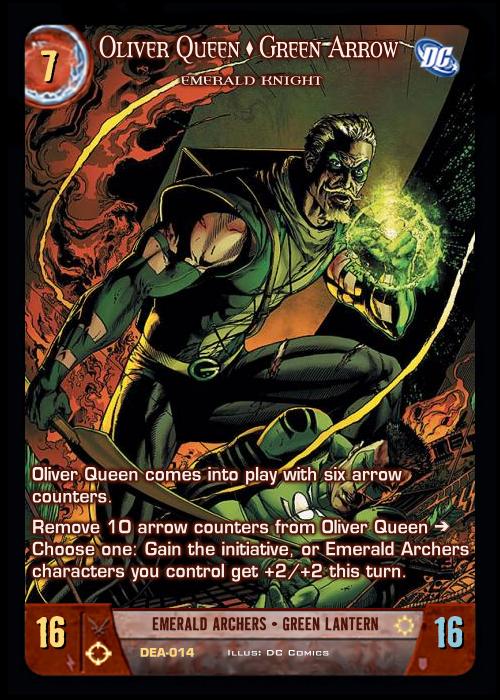 7
OLIVER QUEEN ♦ GREEN ARROW
DC
EMERALD KNIGHT
Oliver Queen comes into play with six arrow
counters.
Remove 10 arrow counters from Oliver Queen ➔
Choose one: Gain the initiative, or Emerald Archers
characters you control get +2/+2 this turn.
16
EMERALD ARCHERS • GREEN LANTERN
16
DEA-014
ILLUS: DC COMICS